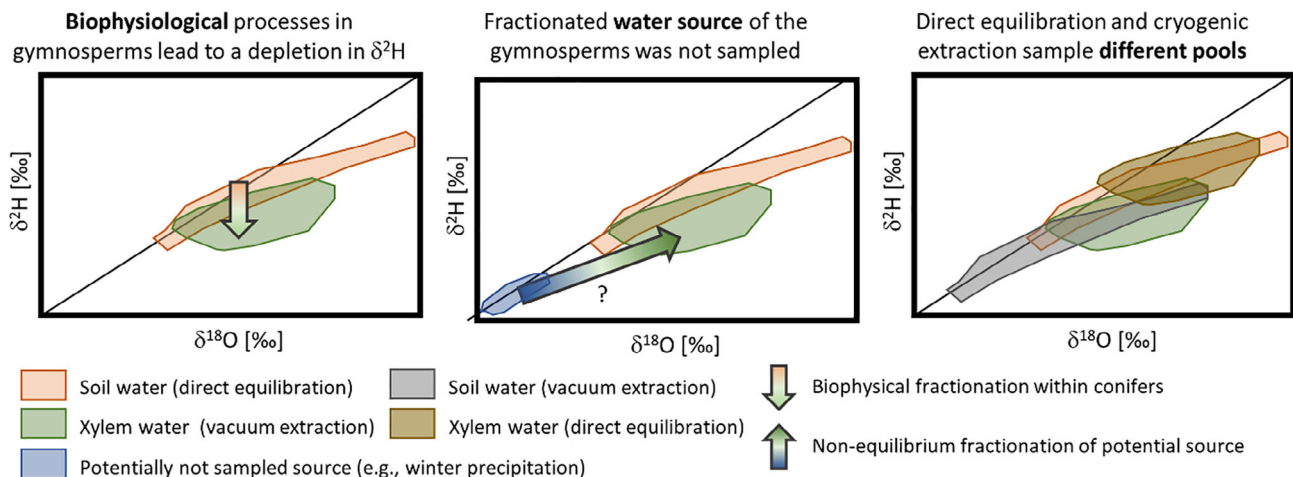 Biophysiological processes in
gymnosperms lead to a depletion in δ²H
Fractionated water source of the
gymnosperms was not sampled
Direct equilibration and cryogenic
extraction sample different pools
δ²H [‰]
δ¹⁸O [‰]
δ²H [‰]
?
δ¹⁸O [‰]
δ²H [‰]
δ¹⁸O [‰]
Soil water (direct equilibration)
Soil water (vacuum extraction)
Biophysical fractionation within conifers
Xylem water (vacuum extraction)
Xylem water (direct equilibration)
Non-equilibrium fractionation of potential source
Potentially not sampled source (e.g., winter precipitation)